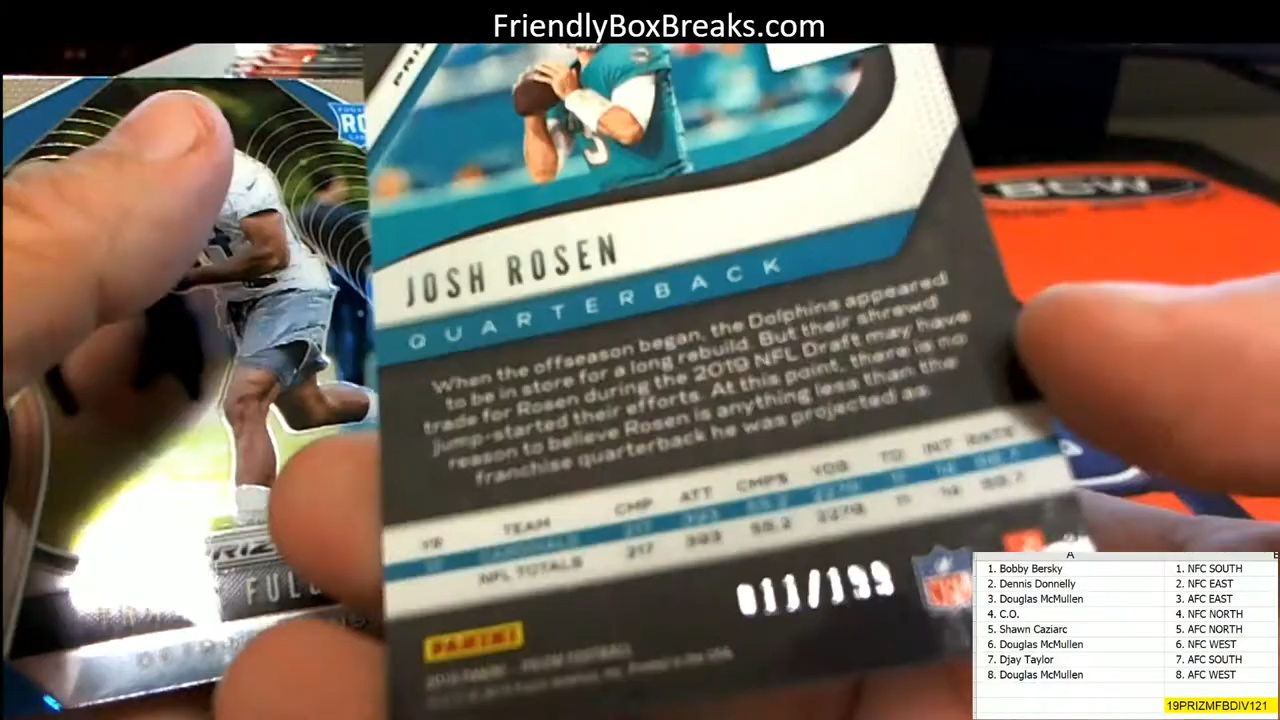 FriendlyBoxBreaks.com
PRIZ
BCW
JOSH ROSEN
QUARTERBACK
When the offseason began, the Dolphins appeared
to be in store for a long rebuild. But their shrewd
trade for Rosen during the 2019 NFL Draft may have
jump-started their efforts. At this point, there is no
reason to believe Rosen is anything less than the
franchise quarterback he was projected as.
YR TEAM CMP ATT CMPS YDS TD INT RATE
NFL TOTALS 217 393 55.2 2278 11 14
011/199
NFL
PANINI
A
1. Bobby Bersky 1. NFC SOUTH
2. Dennis Donnelly 2. NFC EAST
3. Douglas McMullen 3. AFC EAST
4. C.O. 4. NFC NORTH
5. Shawn Caziarc 5. AFC NORTH
6. Douglas McMullen 6. NFC WEST
7. Djay Taylor 7. AFC SOUTH
8. Douglas McMullen 8. AFC WEST
19PRIZMFBDIV121